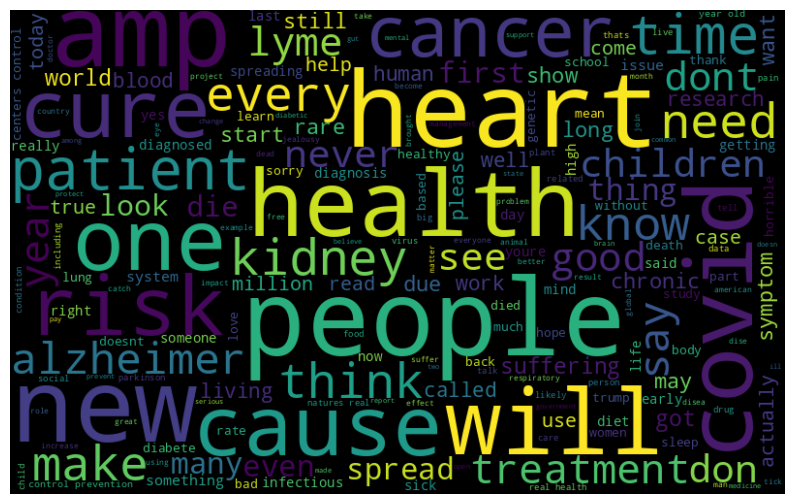 amp
cancer
time
heart
cure
every
lyme
first
dont
need
patient
never
children
health
one
kidney
see
good
know
year
die
look
risk
people
covid
alzheimer
think
say
new
cause
will
make
many
even
spread
treatment
don
last
still
help
human
show
come
issue
school
want
today
world
blood
spreading
research
yes
start
rare
long
mean
genetic
year old
take
mental
gut
support
live
thats
thank
pain
doctor
project
month
become
centers control
really
diagnosed
country
learn
diabetic
among
eye
change
jealousy
brought
join
common
plant
getting
high
healthy
well
please
sorry
diagnosis
based
big
day
thing
true
dead
protect
free
state
related
problem
without
case
tell
horrible
including
example
believe
virus
everyone
animal
youre
death
said
data
doesn
symptom
system
million
read
due
work
matter
better
brain
chronic
part
condition
lung
catch
impact
died
mind
result
study
american
right
someone
love
food
much
hope
global
body
dise
pay
doesnt
now
suffer
back
suffering
life
actually
social
prevent
parkinson
living
natures real
talk
two
called
respiratory
likely
person
may
early
disea
ill
role
serious
report
effect
use
trump
diet
got
drug
increase
great
child
using
diabete
rate
made
care
women
sleep
government
control prevention
something
bad
infectious
sick
real health
man
medicine
tick